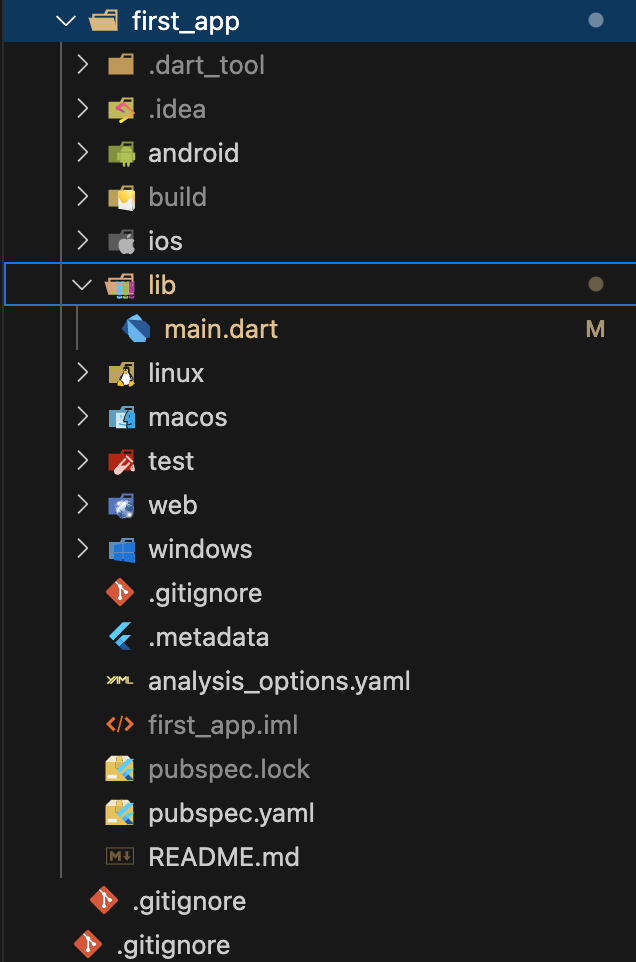 first_app
.dart_tool
.idea
android
build
ios
lib
main.dart M
linux
macos
test
web
windows
.gitignore
.metadata
YAML analysis_options.yaml
first_app.iml
pubspec.lock
pubspec.yaml
M README.md
.gitignore
.gitignore